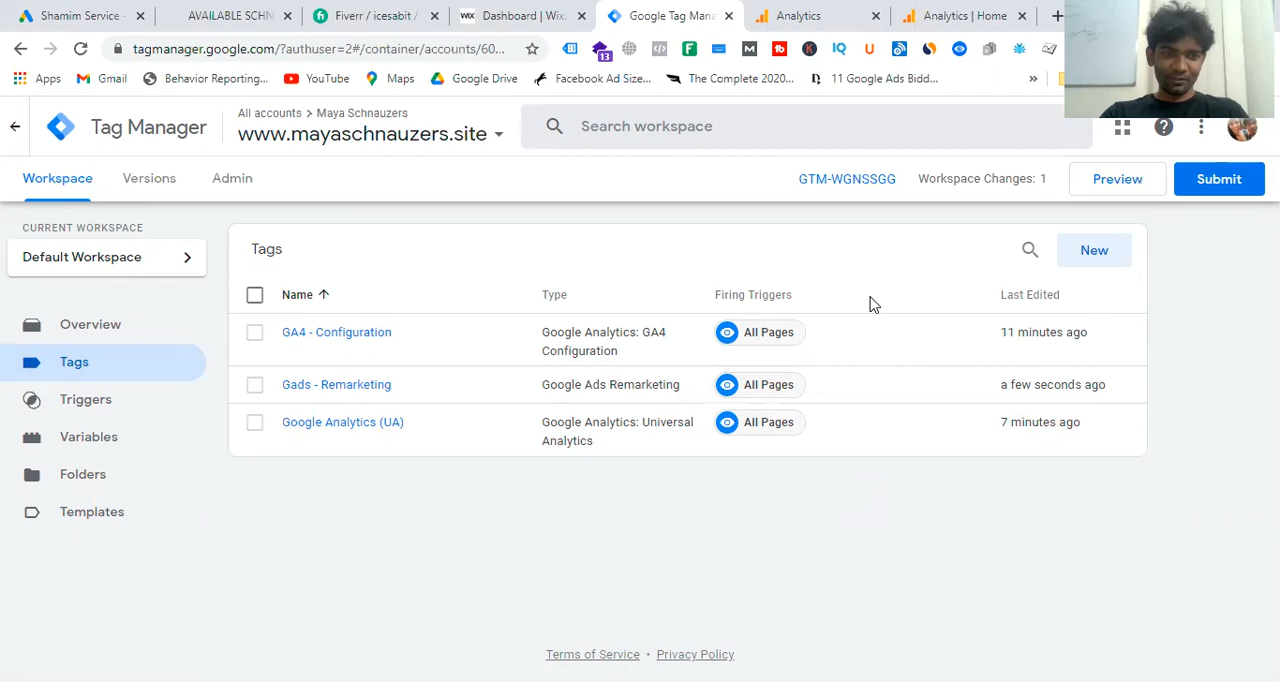 Shamim Service -
AVAILABLE SCHN
Fiverr / icesabit /
WIX Dashboard | Wix.
Google Tag Mana
Analytics
Analytics | Home
tagmanager.google.com/?authuser=2#/container/accounts/60...
13
M
K
IQ
U
Apps
Gmail
Behavior Reporting...
YouTube
Maps
Google Drive
Facebook Ad Size...
The Complete 2020...
11 Google Ads Bidd...
»
Tag Manager
All accounts > Maya Schnauzers
www.mayaschnauzers.site
Search workspace
Workspace
Versions
Admin
GTM-WGNSSGG
Workspace Changes: 1
Preview
Submit
CURRENT WORKSPACE
Default Workspace
Overview
Tags
Triggers
Variables
Folders
Templates
Tags
New
Name Type Firing Triggers Last Edited
GA4 - Configuration Google Analytics: GA4 All Pages 11 minutes ago
Configuration
Gads - Remarketing Google Ads Remarketing All Pages a few seconds ago
Google Analytics (UA) Google Analytics: Universal All Pages 7 minutes ago
Analytics
Terms of Service • Privacy Policy